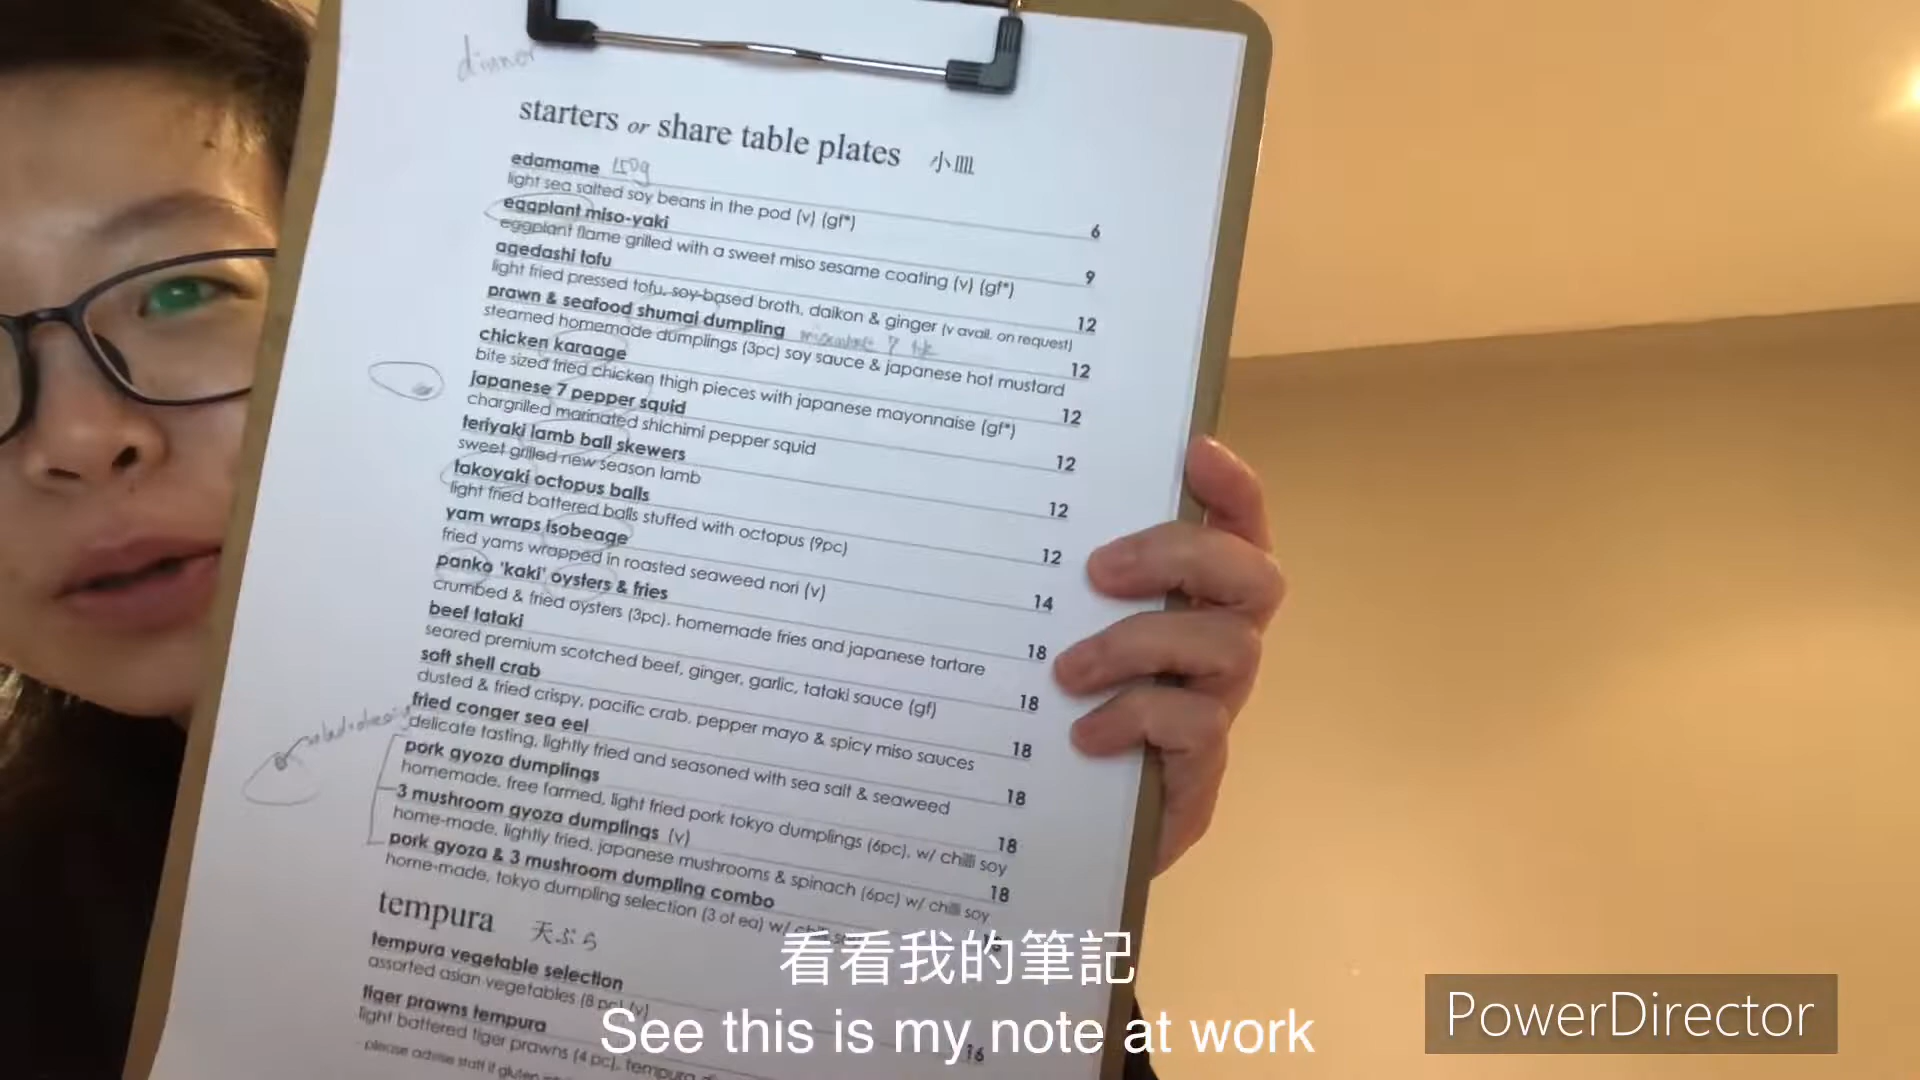 dinner
starters or share table plates 小皿
edamame 150g
light sea salted soy beans in the pod (v) (gf*) 6
eggplant miso-yaki
eggplant flame grilled with a sweet miso sesame coating (v) (gf*) 9
agedashi tofu
light fried pressed tofu, soy-based broth, daikon & ginger (v avail. on request) 12
prawn & seafood shumai dumpling
steamed homemade dumplings (3pc) soy sauce & japanese hot mustard 12
chicken karaage
bite sized fried chicken thigh pieces with japanese mayonnaise (gf*) 12
japanese 7 pepper squid
chargrilled marinated shichimi pepper squid 12
teriyaki lamb ball skewers
sweet grilled new season lamb 12
takoyaki octopus balls
light fried battered balls stuffed with octopus (9pc) 12
yam wraps isobeage
fried yams wrapped in roasted seaweed nori (v) 14
panko 'kaki' oysters & fries
crumbed & fried oysters (3pc), homemade fries and japanese tartare 18
beef tataki
seared premium scotched beef, ginger, garlic, tataki sauce (gf) 18
soft shell crab
dusted & fried crispy, pacific crab, pepper mayo & spicy miso sauces 18
fried conger sea eel
delicate tasting, lightly fried and seasoned with sea salt & seaweed 18
pork gyoza dumplings
homemade, free farmed, light fried pork tokyo dumplings (6pc), w/ chilli soy 18
3 mushroom gyoza dumplings (v)
home-made, lightly fried, japanese mushrooms & spinach (6pc) w/ chilli soy 18
pork gyoza & 3 mushroom dumpling combo
home-made, tokyo dumpling selection (3 of ea) w/
tempura 天ぷら
tempura vegetable selection
assorted asian vegetables (8 pc) (v)
tiger prawns tempura 16
light battered tiger prawns (4 pc), tempura
please advise staff if gluten
看看我的筆記
See this is my note at work
PowerDirector